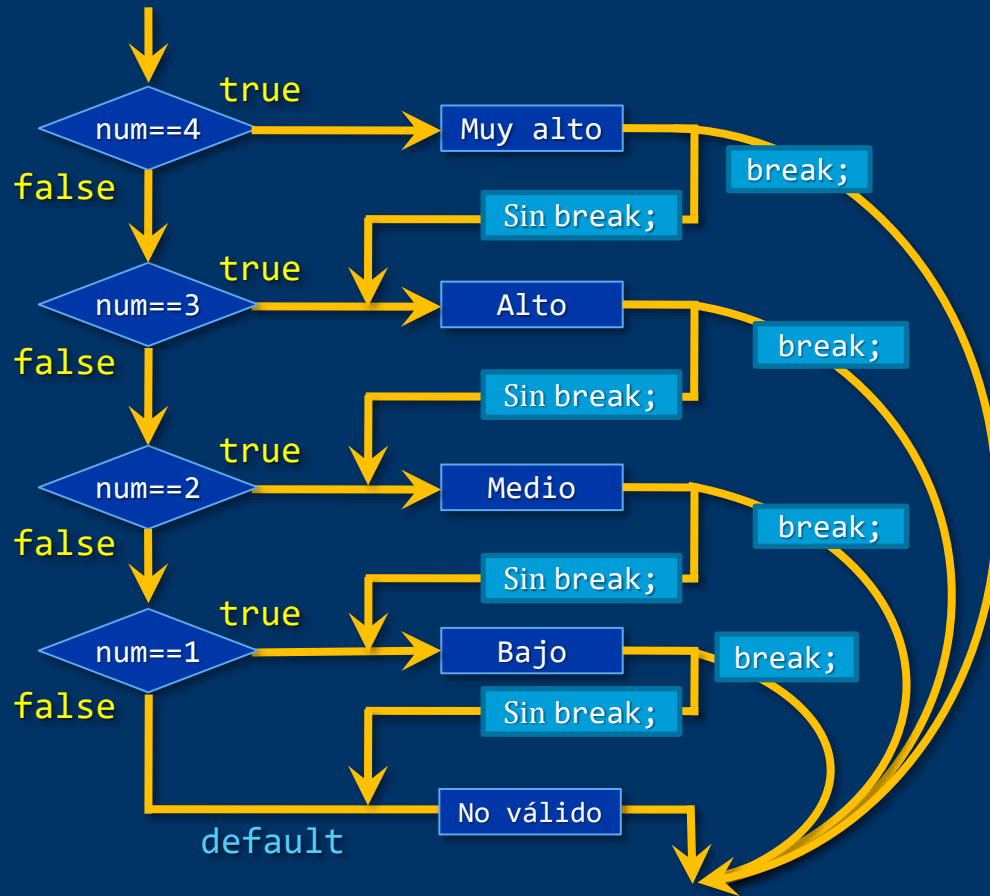 true
num==4
Muy alto
break;
false
Sin break;
true
num==3
Alto
break;
false
Sin break;
true
num==2
Medio
break;
false
Sin break;
true
num==1
Bajo
break;
false
Sin break;
No válido
default